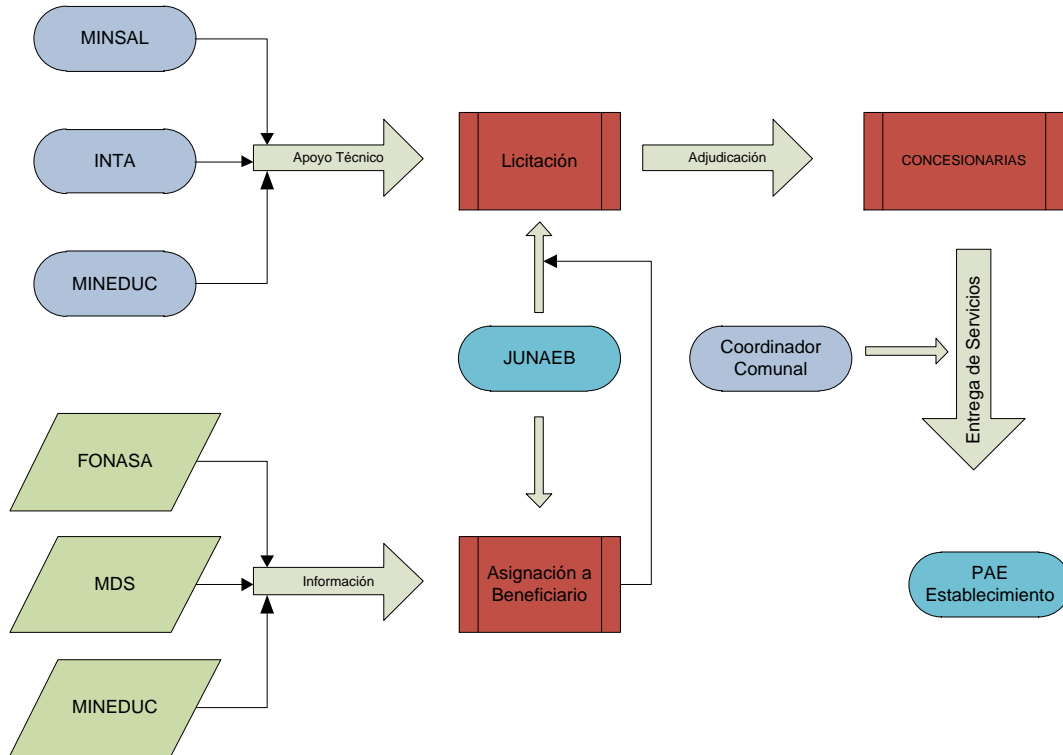 MINSAL
INTA
Apoyo Técnico
Licitación
Adjudicación
CONCESIONARIAS
MINEDUC
JUNAEB
Coordinador
Comunal
Entrega de Servicios
FONASA
MDS
Información
Asignación a
Beneficiario
PAE
Establecimiento
MINEDUC